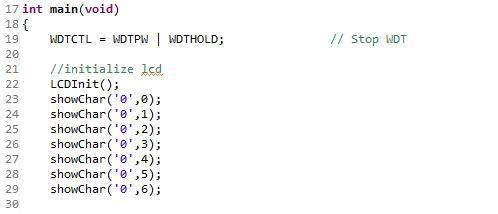 17 int main(void)
18 {
19     WDTCTL = WDTPW | WDTHOLD;               // Stop WDT
20
21     //initialize lcd
22     LCDInit();
23     showChar('0',0);
24     showChar('0',1);
25     showChar('0',2);
26     showChar('0',3);
27     showChar('0',4);
28     showChar('0',5);
29     showChar('0',6);
30